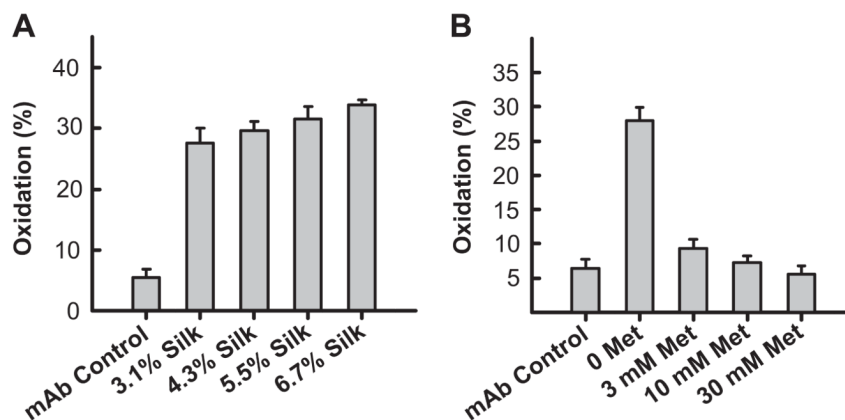 A
Oxidation (%)
40
30
20
10
0
mAb Control
3.1% Silk
4.3% Silk
5.5% Silk
6.7% Silk
B
Oxidation (%)
35
30
25
20
15
10
5
mAb Control
0 Met
3 mM Met
10 mM Met
30 mM Met